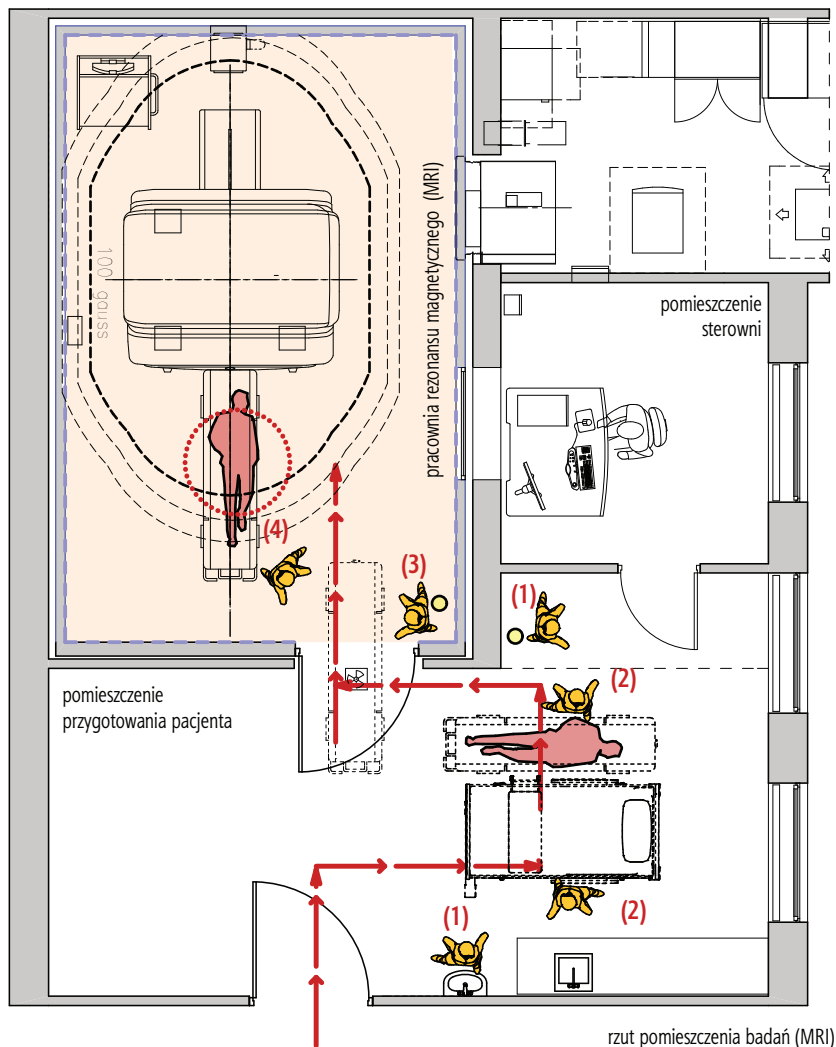 pracownia rezonansu magnetycznego (MRI)
100 gauss
pomieszczenie
sterowni
(4)
(3)
(1)
(2)
pomieszczenie
przygotowania pacjenta
(2)
(1)
rzut pomieszczenia badań (MRI)